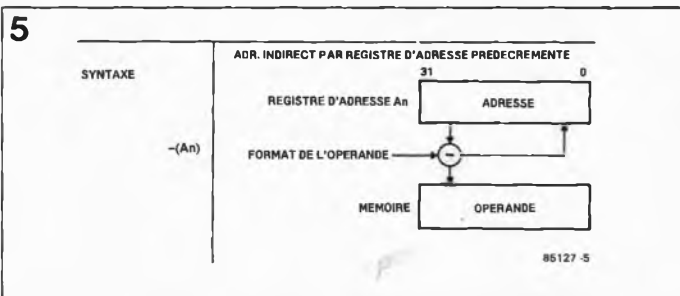 5
ADR. INDIRECT PAR REGISTRE D'ADRESSE PREDECREMENTE
SYNTAXE
31 0
REGISTRE D'ADRESSE An ADRESSE
–(An)
FORMAT DE L'OPERANDE –
MEMOIRE OPERANDE
85127 -5